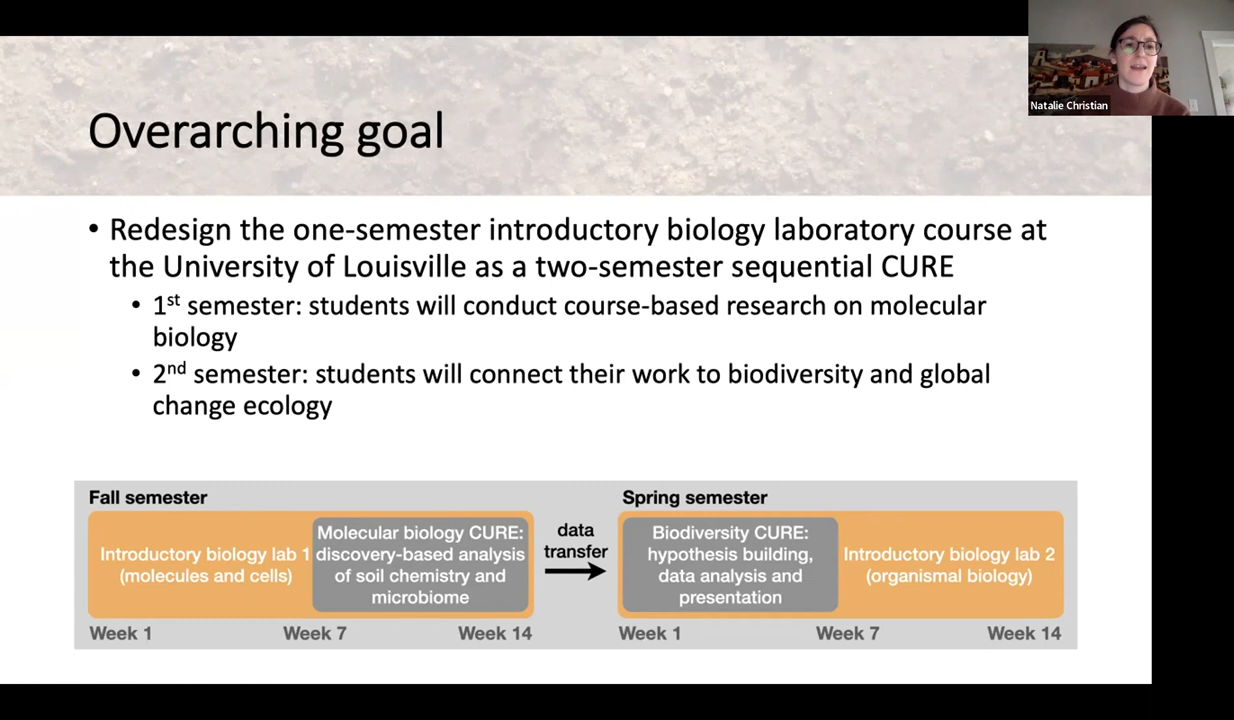 Natalie Christian
Overarching goal
• Redesign the one-semester introductory biology laboratory course at
the University of Louisville as a two-semester sequential CURE
• 1st semester: students will conduct course-based research on molecular
biology
• 2nd semester: students will connect their work to biodiversity and global
change ecology
Fall semester
Introductory biology lab 1
(molecules and cells)
Molecular biology CURE:
discovery-based analysis
of soil chemistry and
microbiome
Week 1
Week 7
Week 14
data
transfer
Spring semester
Biodiversity CURE:
hypothesis building,
data analysis and
presentation
Introductory biology lab 2
(organismal biology)
Week 1
Week 7
Week 14